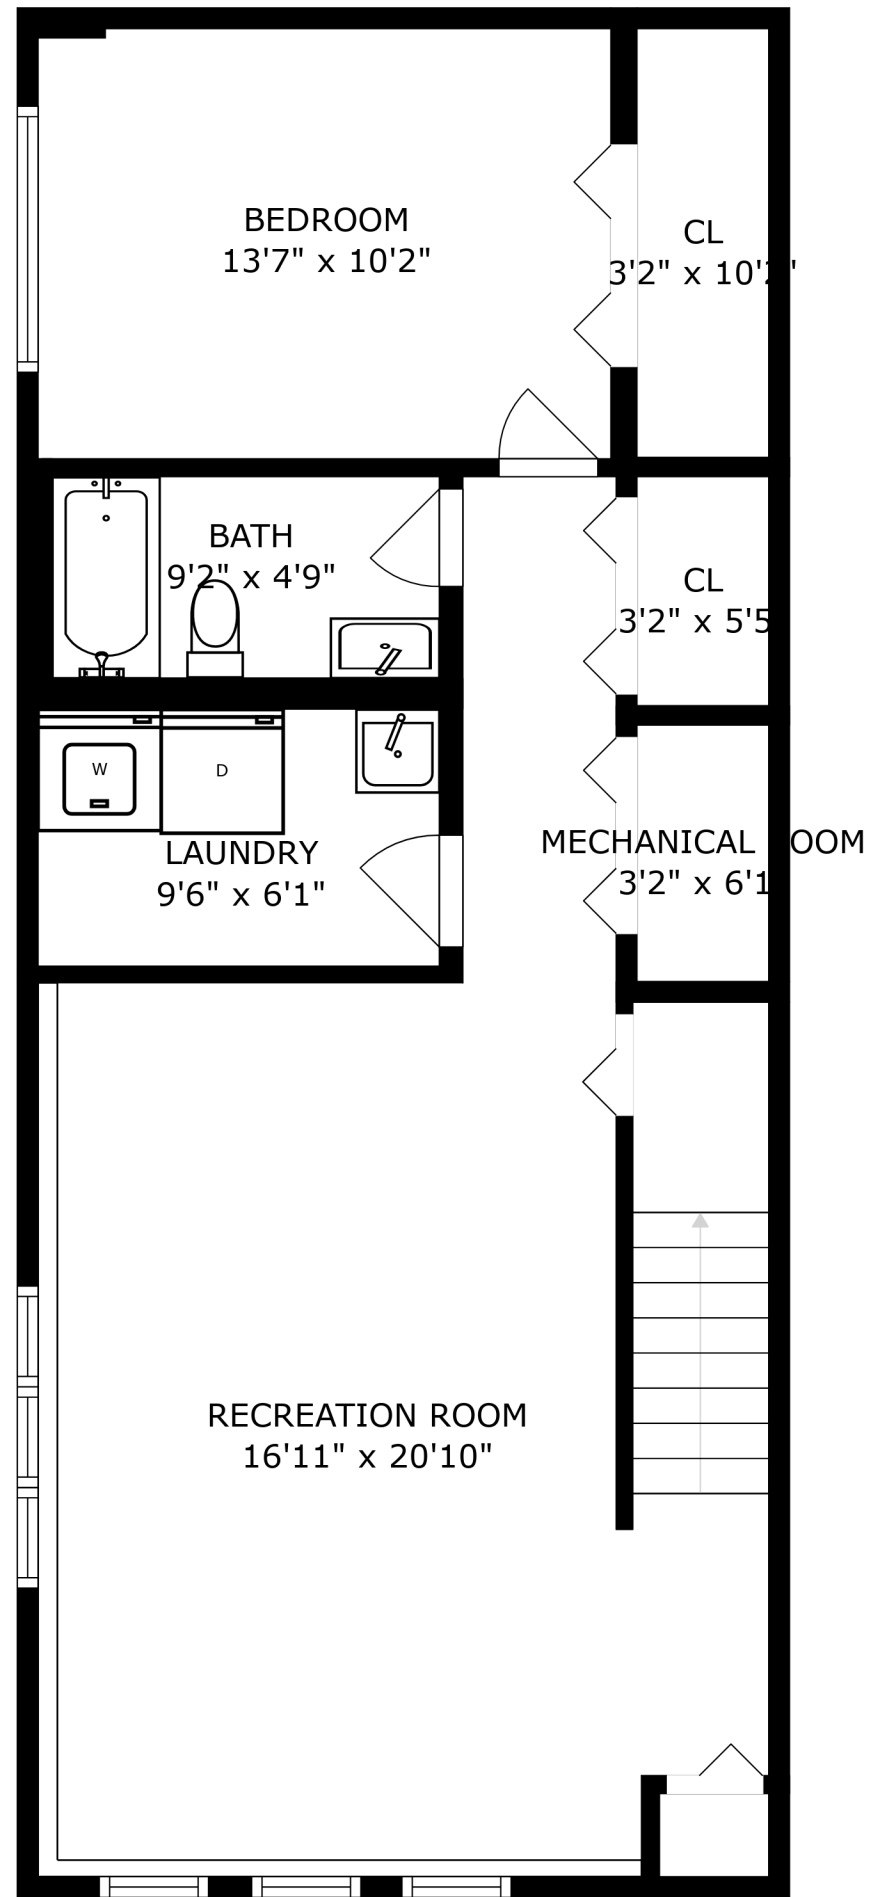 BEDROOM
13'7" x 10'2"
CL
3'2" x 10'2"
BATH
9'2" x 4'9"
CL
3'2" x 5'5
W
D
LAUNDRY
9'6" x 6'1"
MECHANICAL OOM
3'2" x 6'1
RECREATION ROOM
16'11" x 20'10"